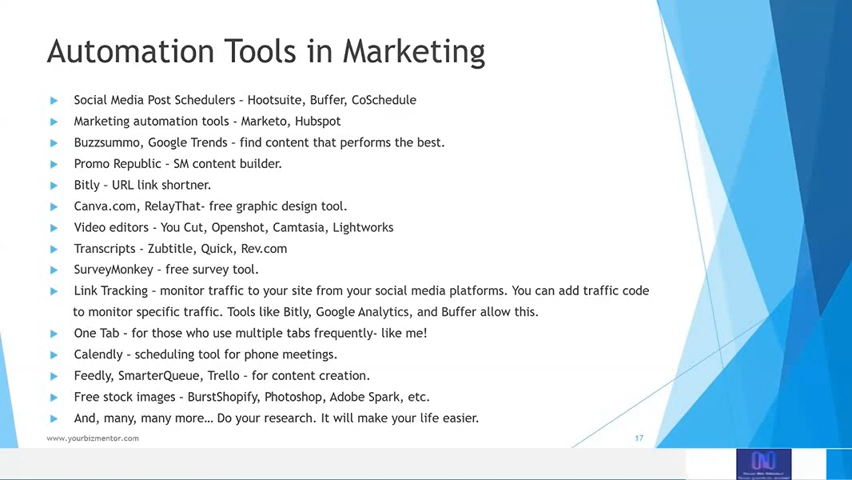 Automation Tools in Marketing
Social Media Post Schedulers – Hootsuite, Buffer, CoSchedule
Marketing automation tools - Marketo, Hubspot
Buzzsummo, Google Trends – find content that performs the best.
Promo Republic – SM content builder.
Bitly – URL link shortner.
Canva.com, RelayThat- free graphic design tool.
Video editors - You Cut, Openshot, Camtasia, Lightworks
Transcripts - Zubtitle, Quick, Rev.com
SurveyMonkey – free survey tool.
Link Tracking – monitor traffic to your site from your social media platforms. You can add traffic code
to monitor specific traffic. Tools like Bitly, Google Analytics, and Buffer allow this.
One Tab – for those who use multiple tabs frequently- like me!
Calendly – scheduling tool for phone meetings.
Feedly, SmarterQueue, Trello – for content creation.
Free stock images – BurstShopify, Photoshop, Adobe Spark, etc.
And, many, many more… Do your research. It will make your life easier.
www.yourbizmentor.com
17